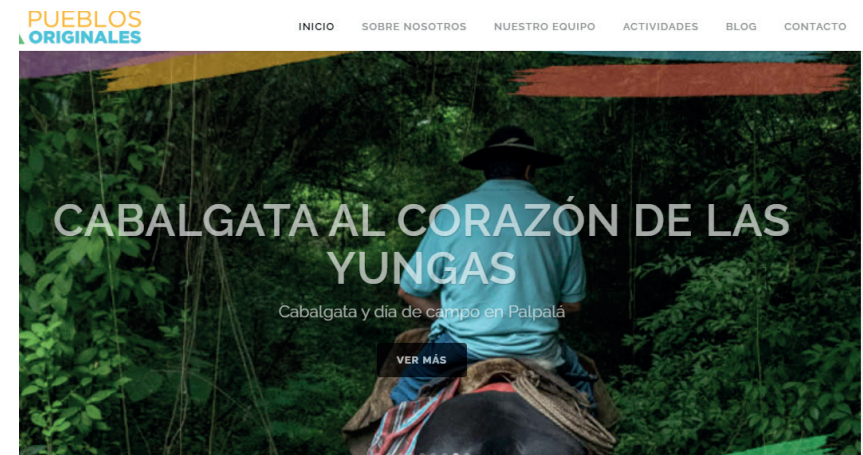 PUEBLOS
ORIGINALES
INICIO SOBRE NOSOTROS NUESTRO EQUIPO ACTIVIDADES BLOG CONTACTO
CABALGATA AL CORAZÓN DE LAS
YUNGAS
Cabalgata y día de campo en Palpalá
VER MÁS